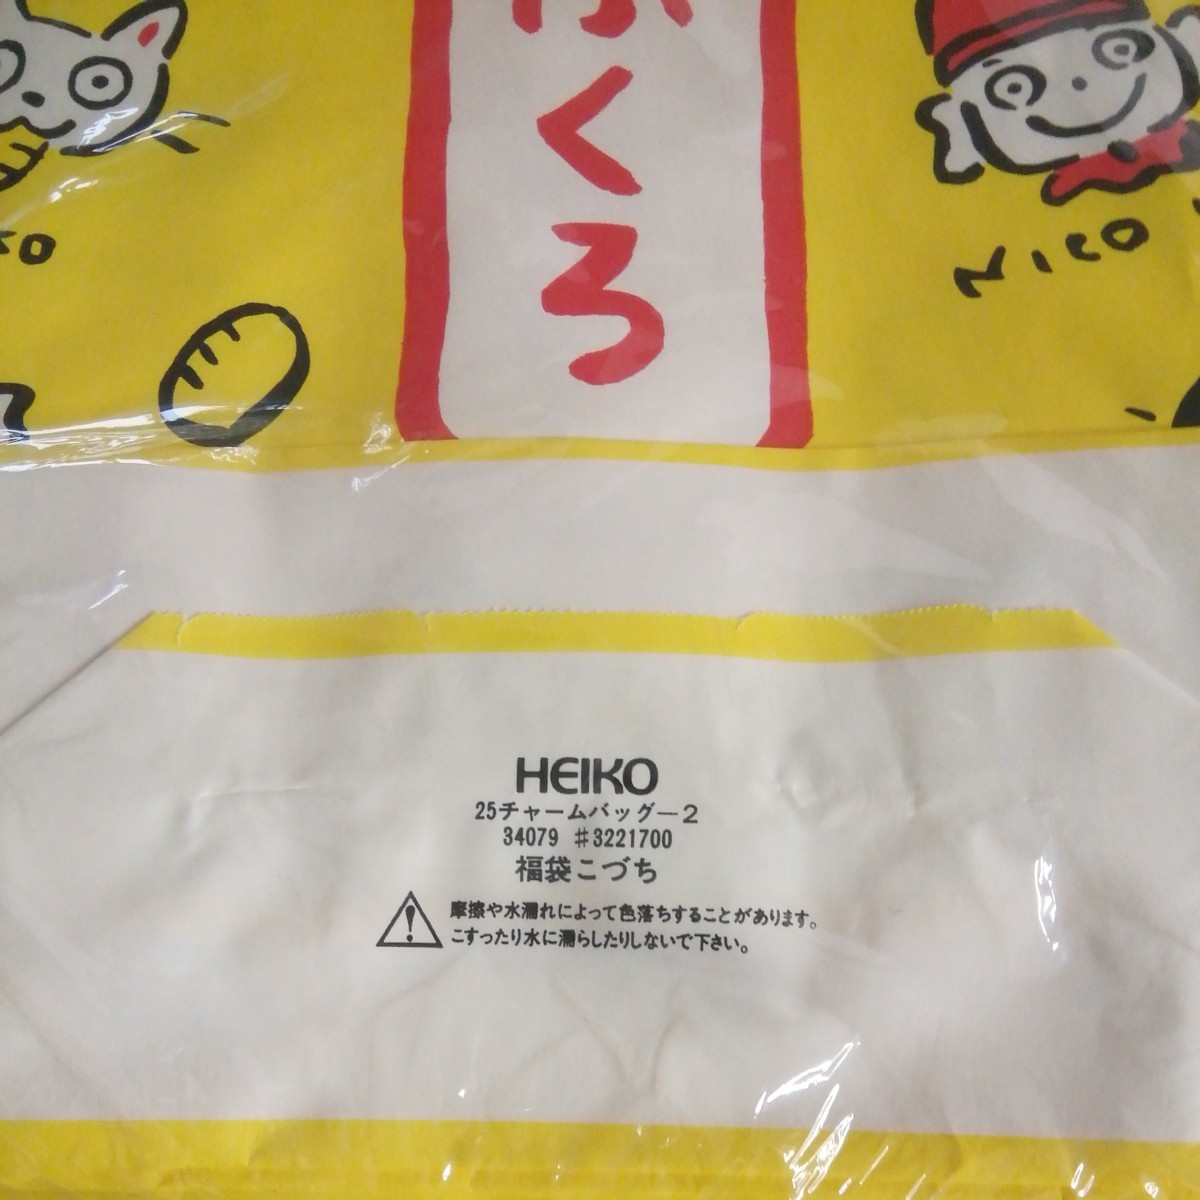 くろ
NICO
HEIKO
25チャームバッグ－2
34079 #3221700
福袋こづち
摩擦や水濡れによって色落ちすることがあります。
こすったり水に濡らしたりしないで下さい。